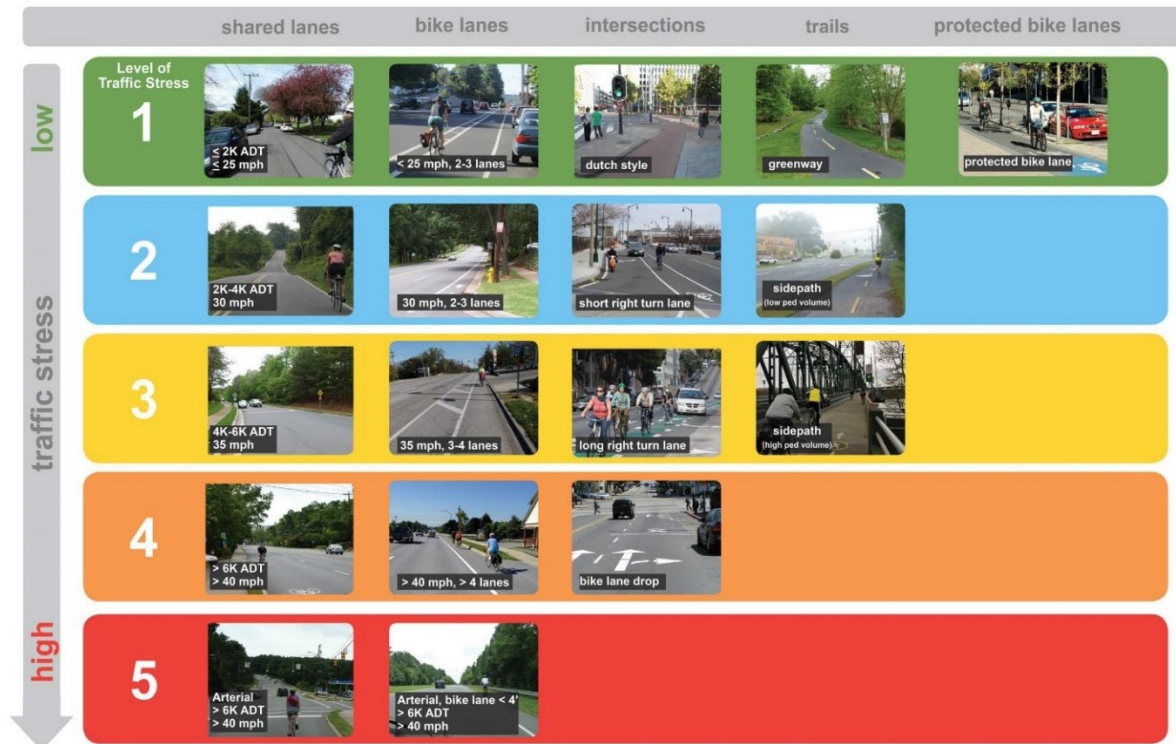 shared lanes
bike lanes
intersections
trails
protected bike lanes
low
traffic stress
high
Level of
Traffic Stress
1
≤ 2K ADT
≤ 25 mph
< 25 mph, 2-3 lanes
dutch style
greenway
protected bike lane
2
2K-4K ADT
30 mph
30 mph, 2-3 lanes
short right turn lane
sidepath
(low ped volume)
3
4K-6K ADT
35 mph
35 mph, 3-4 lanes
long right turn lane
sidepath
(high ped volume)
4
> 6K ADT
> 40 mph
> 40 mph, > 4 lanes
bike lane drop
5
Arterial
> 6K ADT
> 40 mph
Arterial, bike lane < 4'
> 6K ADT
> 40 mph